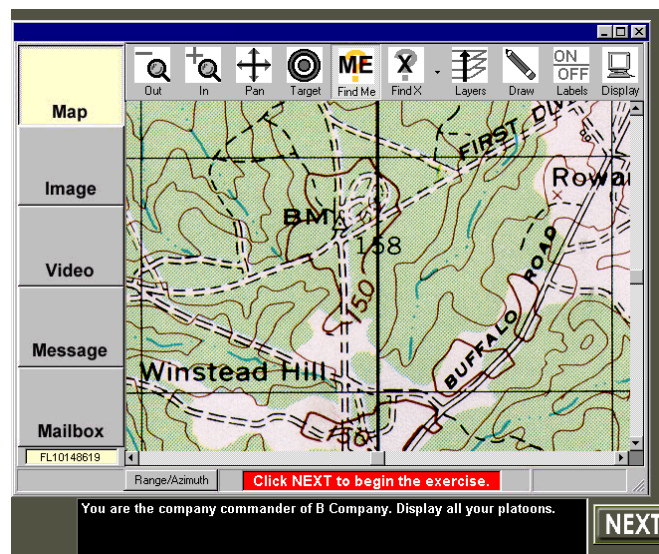 Out In Pan Target Find Me Find X Layers Draw Labels Display
ME X ON OFF
Map
Image
Video
Message
Mailbox
FL10148619
FIRST DIV
Rowa
BM
158
150
BUFFALO ROAD
Winstead Hill
Range/Azimuth
Click NEXT to begin the exercise.
You are the company commander of B Company. Display all your platoons.
NEXT